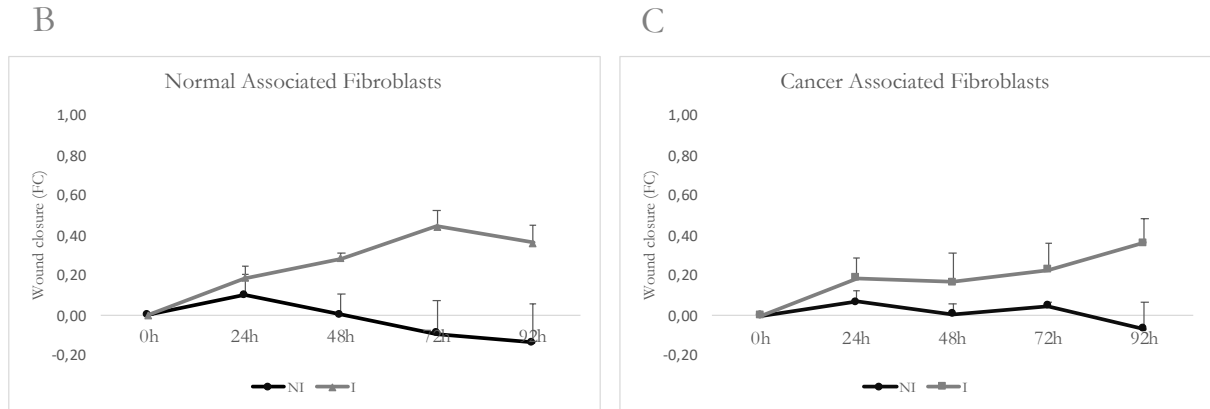 B
Normal Associated Fibroblasts
Wound closure (FC)
1,00
0,80
0,60
0,40
0,20
0,00
-0,20
0h 24h 48h 72h 92h
NI I
C
Cancer Associated Fibroblasts
Wound closure (FC)
1,00
0,80
0,60
0,40
0,20
0,00
-0,20
0h 24h 48h 72h 92h
NI I